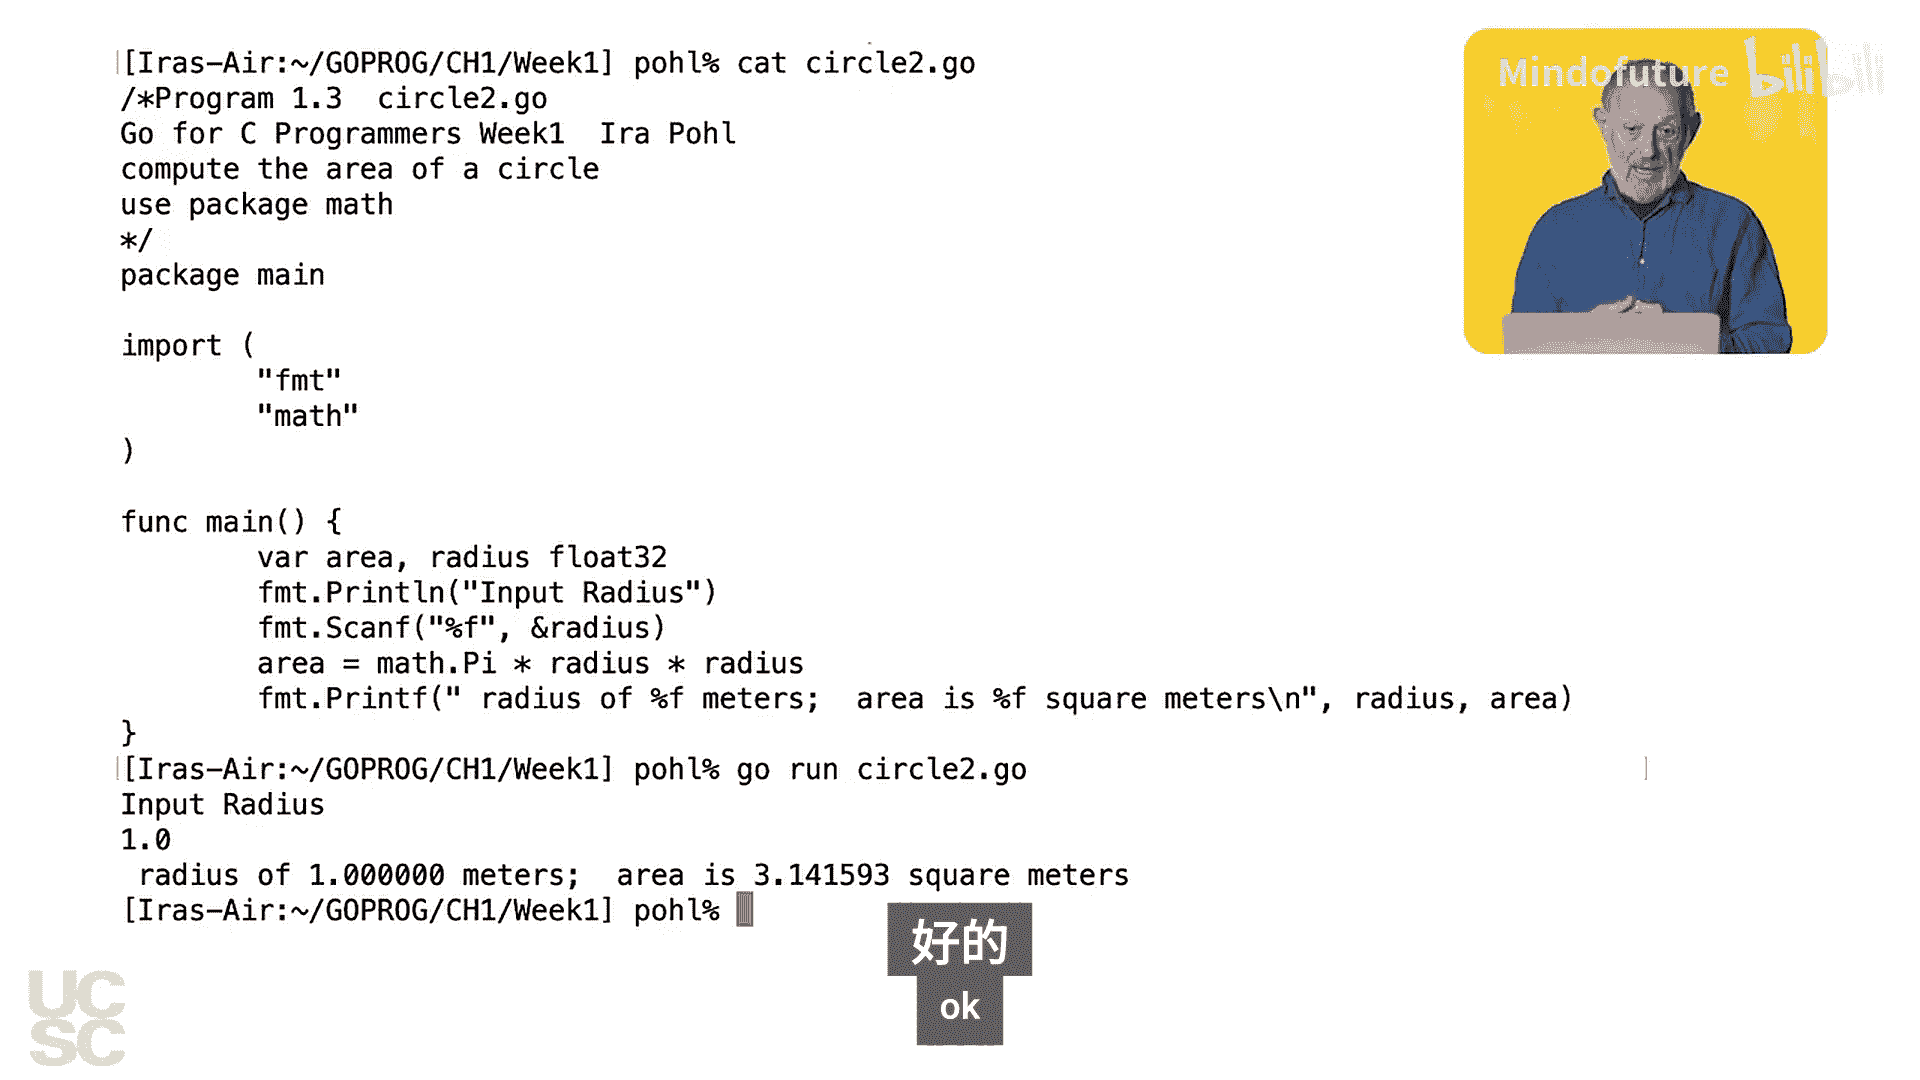 [Iras-Air:~/GOPROG/CH1/Week1] pohl% cat circle2.go
/*Program 1.3  circle2.go
Go for C Programmers Week1  Ira Pohl
compute the area of a circle
use package math
*/
package main

import (
        "fmt"
        "math"
)

func main() {
        var area, radius float32
        fmt.Println("Input Radius")
        fmt.Scanf("%f", &radius)
        area = math.Pi * radius * radius
        fmt.Printf(" radius of %f meters;  area is %f square meters\n", radius, area)
}
[Iras-Air:~/GOPROG/CH1/Week1] pohl% go run circle2.go
Input Radius
1.0
 radius of 1.000000 meters;  area is 3.141593 square meters
[Iras-Air:~/GOPROG/CH1/Week1] pohl%
Mindofuture bilibili
好的
ok
UC
SC